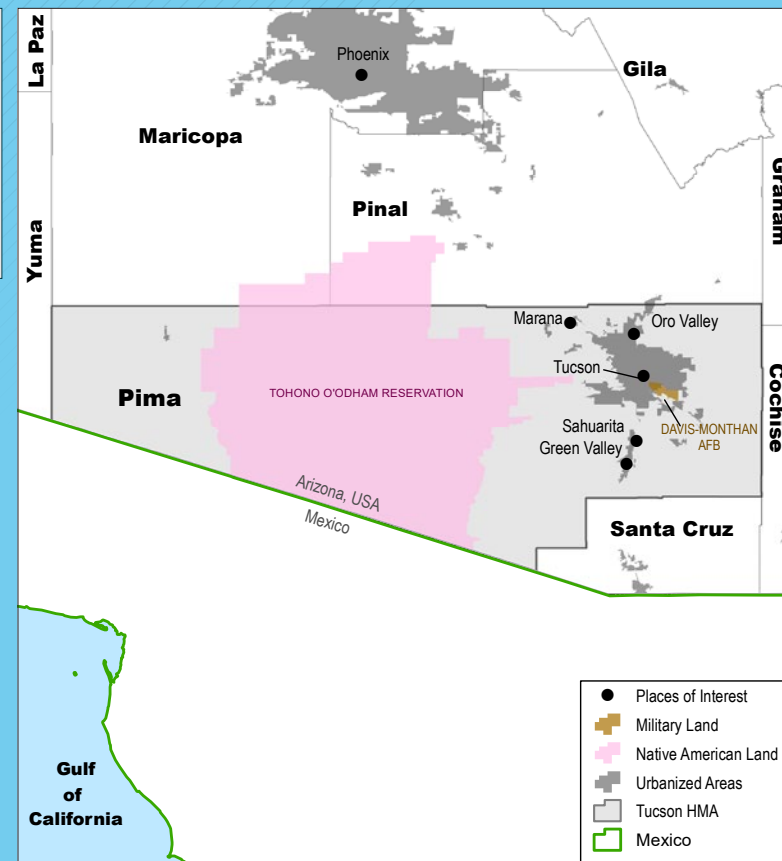 La Paz
Phoenix
Gila
Maricopa
Graham
Pinal
Yuma
Marana
Oro Valley
Tucson
Cochise
Pima
TOHONO O'ODHAM RESERVATION
DAVIS-MONTHAN
AFB
Sahuarita
Green Valley
Arizona, USA
Mexico
Santa Cruz
Gulf
of
California
Places of Interest
Military Land
Native American Land
Urbanized Areas
Tucson HMA
Mexico